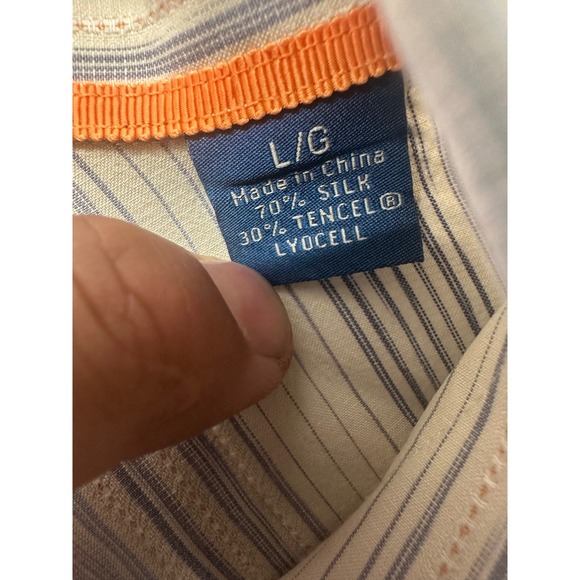 L/G
Made in China
70% SILK
30% TENCEL®
LYOCELL